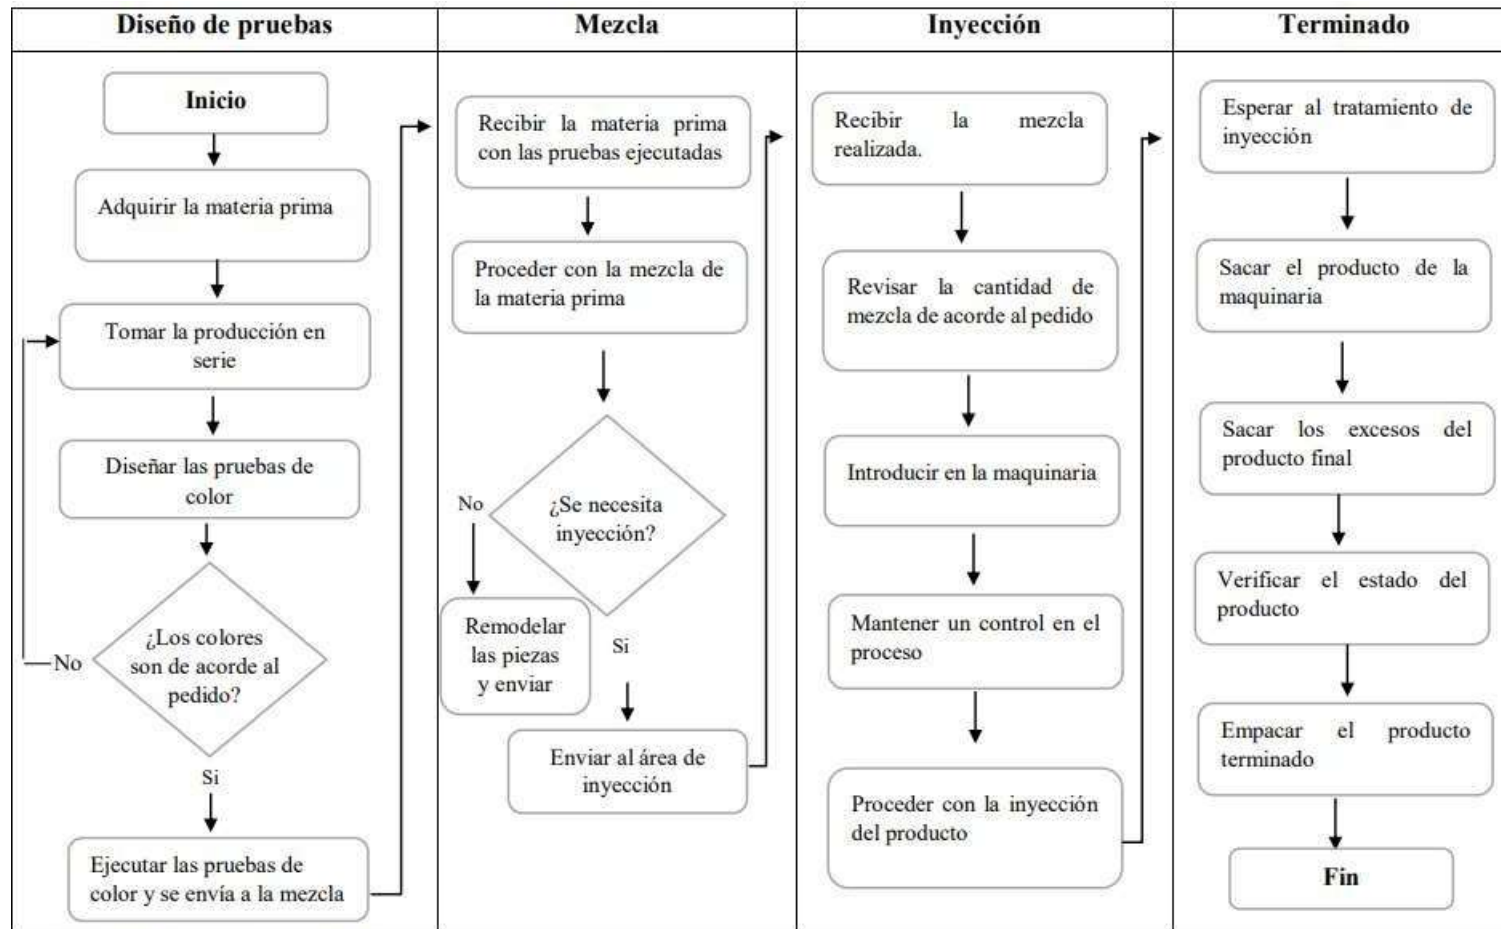 Diseño de pruebas
Inicio
Adquirir la materia prima
Tomar la producción en
serie
Diseñar las pruebas de
color
¿Los colores
son de acorde al
pedido?
No
Si
Ejecutar las pruebas de
color y se envía a la mezcla
Mezcla
Recibir la materia prima
con las pruebas ejecutadas
Proceder con la mezcla de
la materia prima
¿Se necesita
inyección?
No
Remodelar
las piezas
y enviar
Si
Enviar al área de
inyección
Inyección
Recibir la mezcla
realizada.
Revisar la cantidad de
mezcla de acorde al pedido
Introducir en la maquinaria
Mantener un control en el
proceso
Proceder con la inyección
del producto
Terminado
Esperar al tratamiento de
inyección
Sacar el producto de la
maquinaria
Sacar los excesos del
producto final
Verificar el estado del
producto
Empacar el producto
terminado
Fin